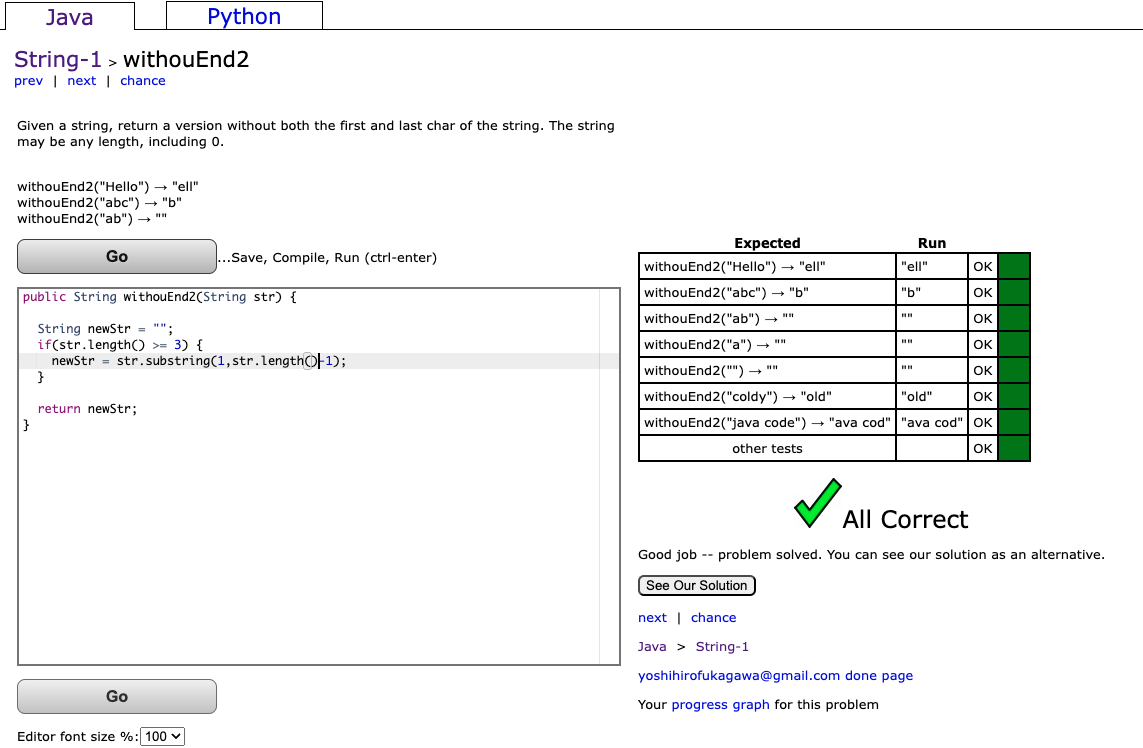 Java Python
String-1 > withouEnd2
prev | next | chance
Given a string, return a version without both the first and last char of the string. The string
may be any length, including 0.
withouEnd2("Hello") → "ell"
withouEnd2("abc") → "b"
withouEnd2("ab") → ""
Go ...Save, Compile, Run (ctrl-enter)
public String withouEnd2(String str) {
String newStr = "";
if(str.length() >= 3) {
newStr = str.substring(1,str.length()-1);
}
return newStr;
}
Go
Editor font size %: 100
Expected Run
withouEnd2("Hello") → "ell" "ell" OK
withouEnd2("abc") → "b" "b" OK
withouEnd2("ab") → "" "" OK
withouEnd2("a") → "" "" OK
withouEnd2("") → "" "" OK
withouEnd2("coldy") → "old" "old" OK
withouEnd2("java code") → "ava cod" "ava cod" OK
other tests OK
All Correct
Good job -- problem solved. You can see our solution as an alternative.
See Our Solution
next | chance
Java > String-1
yoshihirofukagawa@gmail.com done page
Your progress graph for this problem